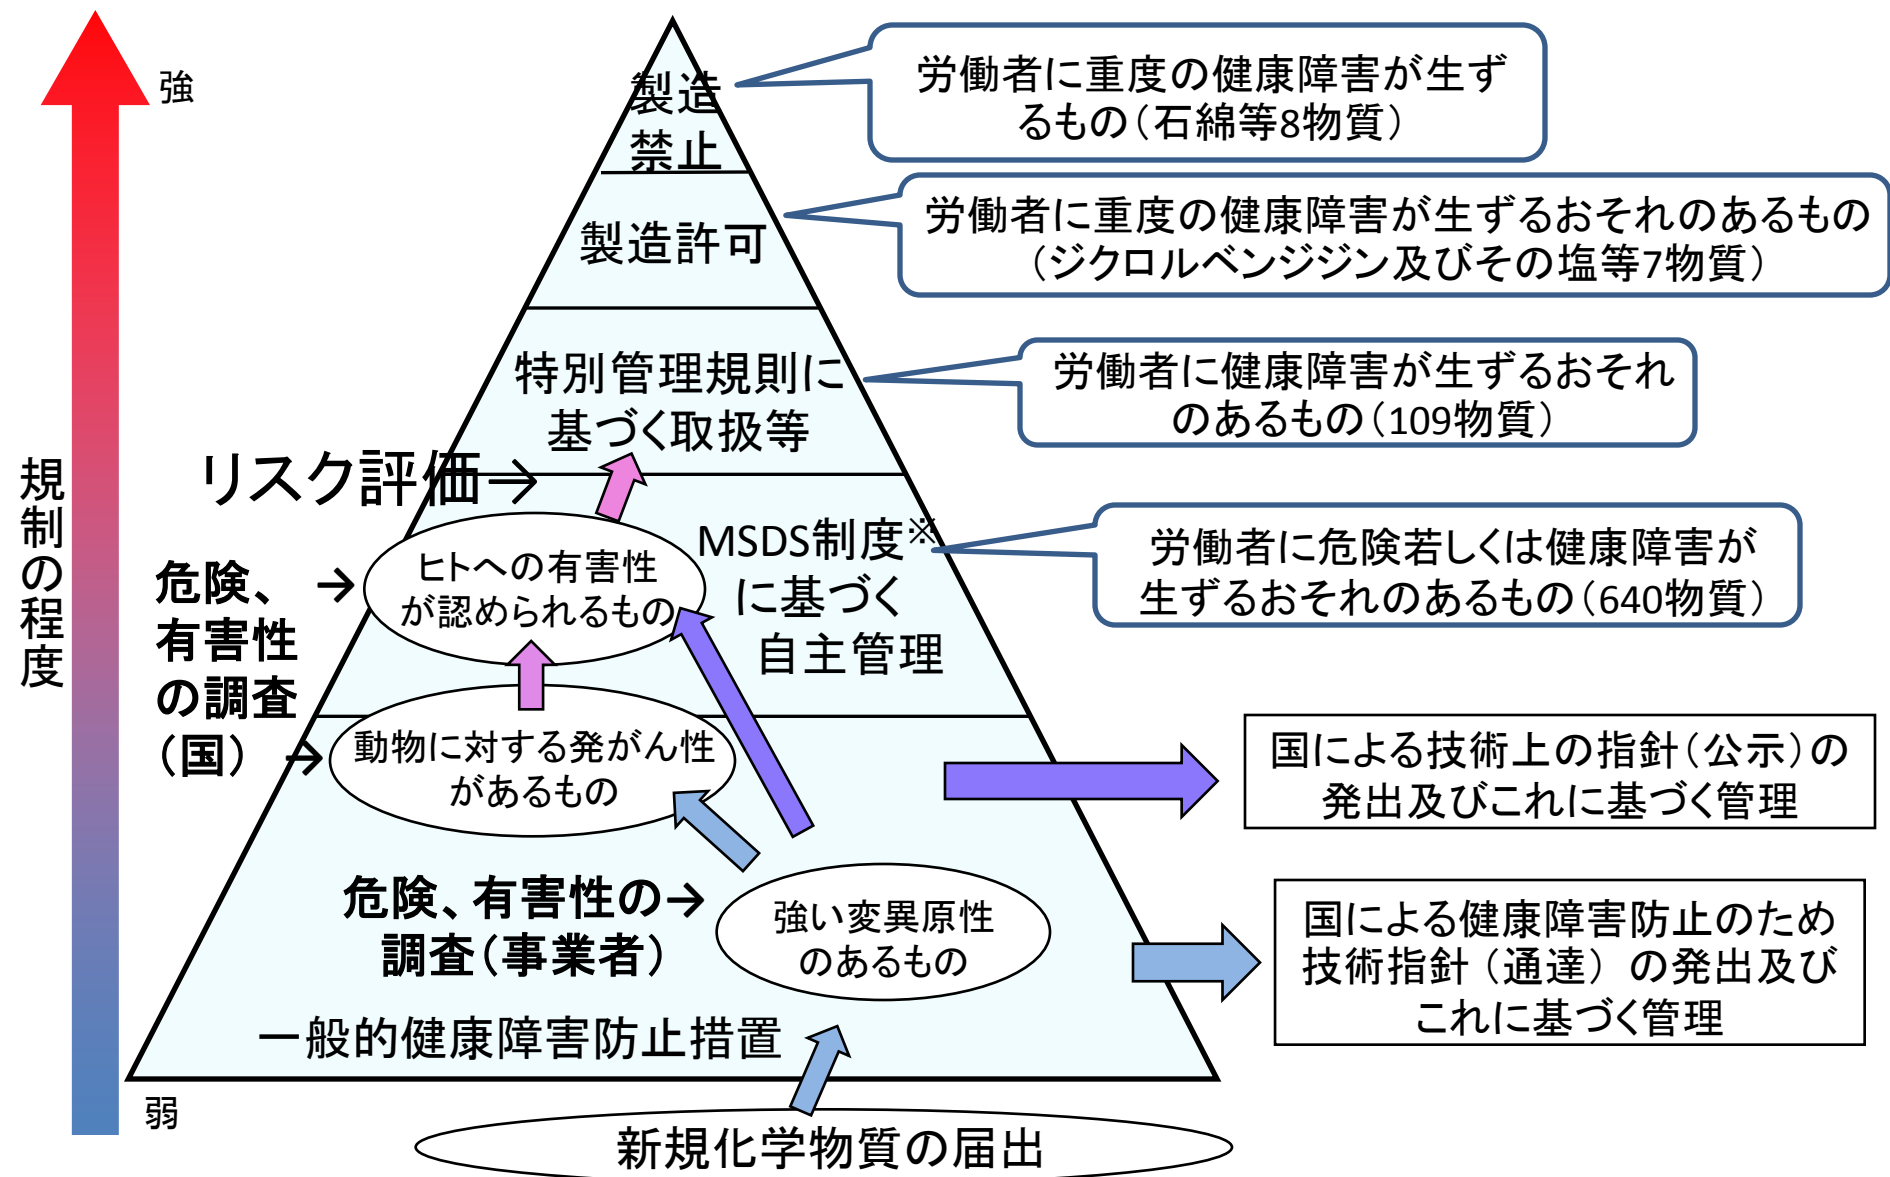 強
規制の程度
弱
製造
禁止
労働者に重度の健康障害が生ず
るもの（石綿等8物質）
製造許可
労働者に重度の健康障害が生ずるおそれのあるもの
（ジクロルベンジジン及びその塩等7物質）
特別管理規則に
基づく取扱等
労働者に健康障害が生ずるおそれ
のあるもの（109物質）
リスク評価→
MSDS制度※
に基づく
自主管理
労働者に危険若しくは健康障害が
生ずるおそれのあるもの（640物質）
危険、 →
有害性
の調査
（国） →
ヒトへの有害性
が認められるもの
動物に対する発がん性
があるもの
国による技術上の指針（公示）の
発出及びこれに基づく管理
危険、有害性の→
調査（事業者）
強い変異原性
のあるもの
国による健康障害防止のため
技術指針（通達）の発出及び
これに基づく管理
一般的健康障害防止措置
新規化学物質の届出